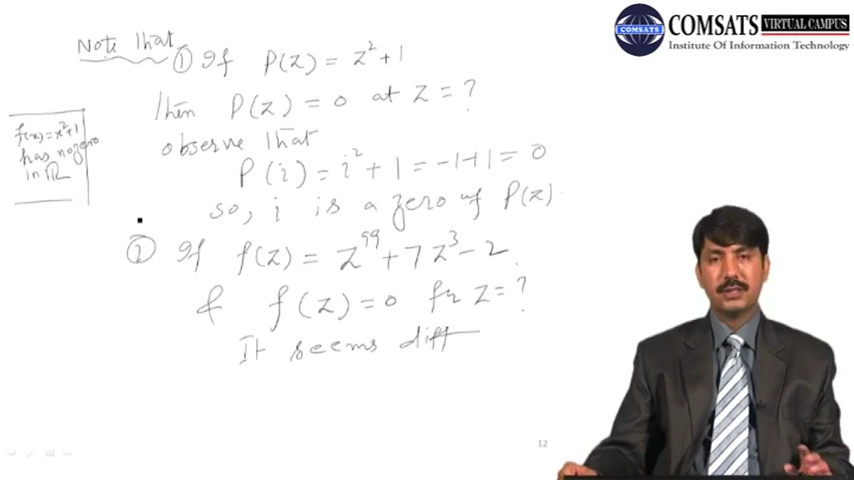 COMSATS VIRTUAL CAMPUS
Institute Of Information Technology
Note that
① If P(z) = z² + 1
Then P(z) = 0 at z = ?
observe that
P(i) = i² + 1 = -1+1 = 0
so, i is a zero of P(z).
f(x) = x²+1
has no zero
in ℝ
② If f(z) = z⁹⁹ + 7z³ - 2.
& f(z) = 0 for z = ?
It seems diff
12